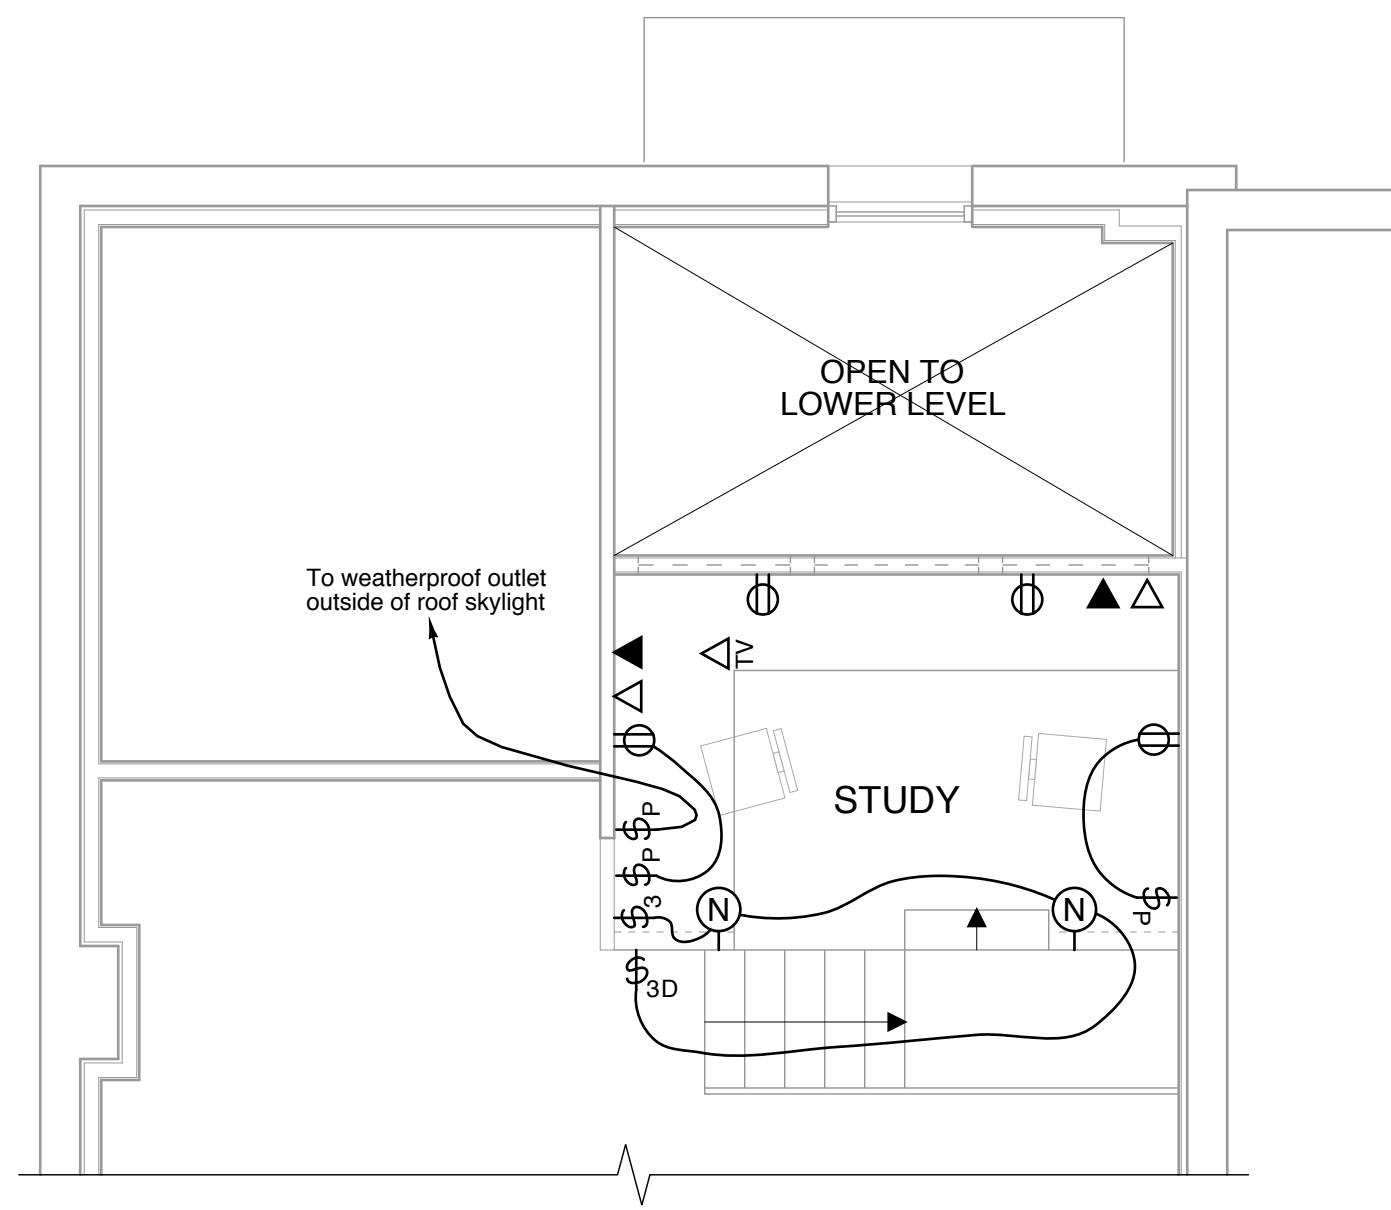 OPEN TO
LOWER LEVEL
To weatherproof outlet
outside of roof skylight
TV
STUDY
$P
$P
$3
N
N
$P
$3D